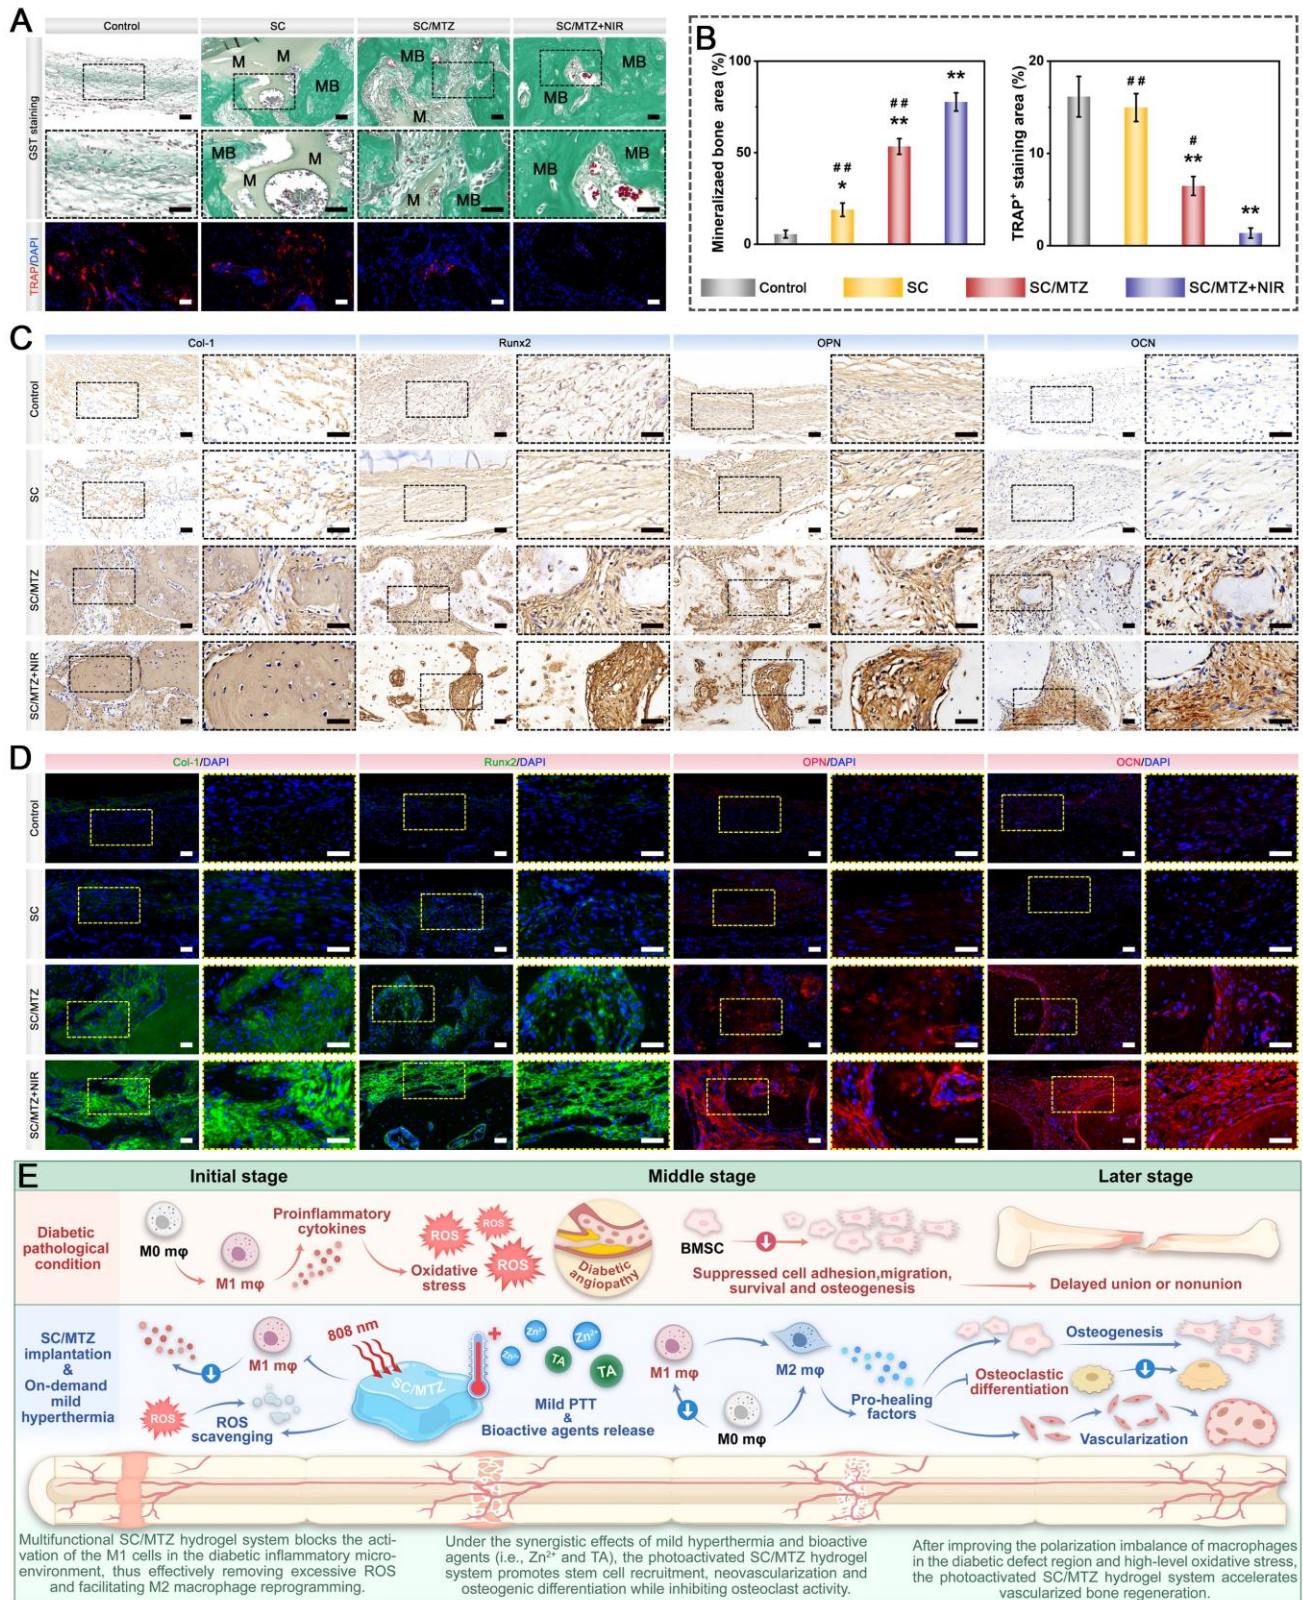 A
Control
SC
SC/MTZ
SC/MTZ+NIR
GST staining
M
M
MB
MB
M
MB
MB
MB
M
MB
MB
M
MB
MB
MB
TRAP/DAPI
B
Mineralizaed bone area (%)
100
50
0
##
*
##
**
**
TRAP+ staining area (%)
20
10
0
##
#
**
**
Control
SC
SC/MTZ
SC/MTZ+NIR
C
Col-1
Runx2
OPN
OCN
Control
SC
SC/MTZ
SC/MTZ+NIR
D
Col-1/DAPI
Runx2/DAPI
OPN/DAPI
OCN/DAPI
Control
SC
SC/MTZ
SC/MTZ+NIR
E
Initial stage
Middle stage
Later stage
Diabetic
pathological
condition
M0 mφ
M1 mφ
Proinflammatory
cytokines
Oxidative
stress
ROS
ROS
ROS
Diabetic
angiopathy
BMSC
Suppressed cell adhesion,migration,
survival and osteogenesis
Delayed union or nonunion
SC/MTZ
implantation
&
On-demand
mild
hyperthermia
M1 mφ
ROS
ROS
scavenging
808 nm
SC/MTZ
+
Zn2+
Zn2+
Zn2+
TA
TA
Mild PTT
&
Bioactive agents release
M1 mφ
M2 mφ
M0 mφ
Pro-healing
factors
Osteogenesis
Osteoclastic
differentiation
Vascularization
Multifunctional SC/MTZ hydrogel system blocks the acti-
vation of the M1 cells in the diabetic inflammatory micro-
environment, thus effectively removing excessive ROS
and facilitating M2 macrophage reprogramming.
Under the synergistic effects of mild hyperthermia and bioactive
agents (i.e., Zn2+ and TA), the photoactivated SC/MTZ hydrogel
system promotes stem cell recruitment, neovascularization and
osteogenic differentiation while inhibiting osteoclast activity.
After improving the polarization imbalance of macrophages
in the diabetic defect region and high-level oxidative stress,
the photoactivated SC/MTZ hydrogel system accelerates
vascularized bone regeneration.